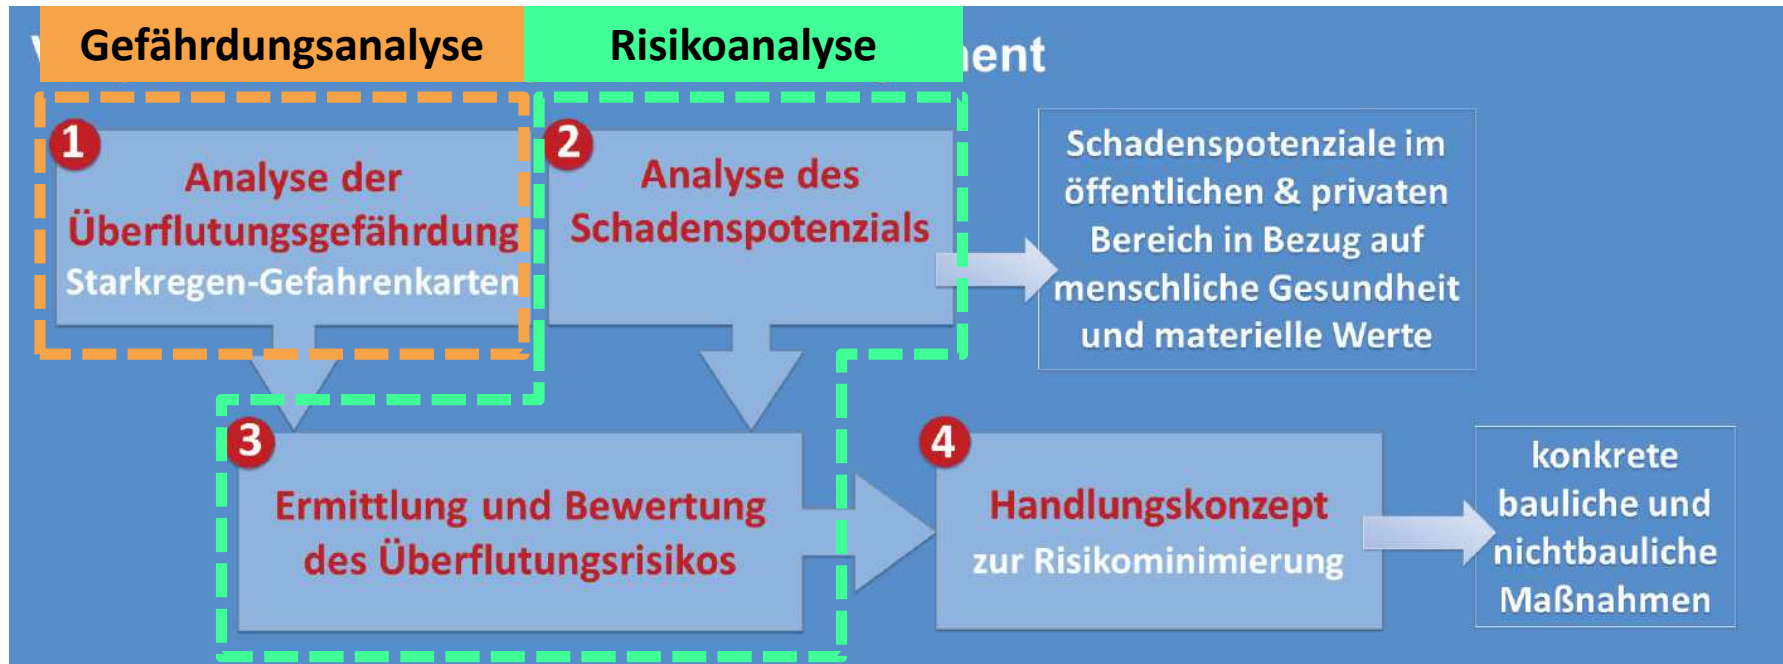 Gefährdungsanalyse
Risikoanalyse
1
Analyse der
Überflutungsgefährdung
Starkregen-Gefahrenkarten
2
Analyse des
Schadenspotenzials
Schadenspotenziale im
öffentlichen & privaten
Bereich in Bezug auf
menschliche Gesundheit
und materielle Werte
3
Ermittlung und Bewertung
des Überflutungsrisikos
4
Handlungskonzept
zur Risikominimierung
konkrete
bauliche und
nichtbauliche
Maßnahmen